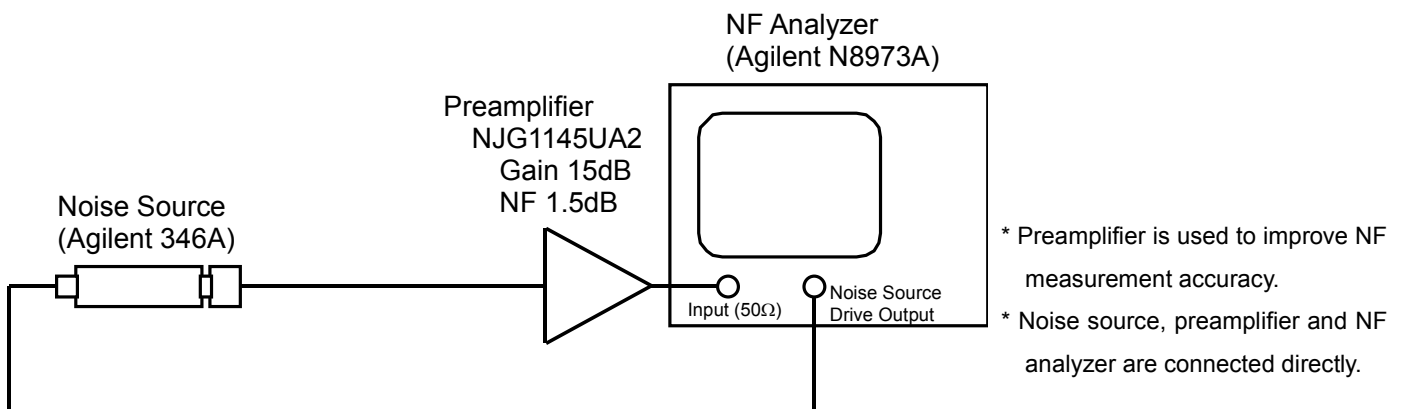 NF Analyzer
(Agilent N8973A)
Preamplifier
NJG1145UA2
Gain 15dB
NF 1.5dB
Noise Source
(Agilent 346A)
Input (50Ω)
Noise Source
Drive Output
* Preamplifier is used to improve NF
measurement accuracy.
* Noise source, preamplifier and NF
analyzer are connected directly.